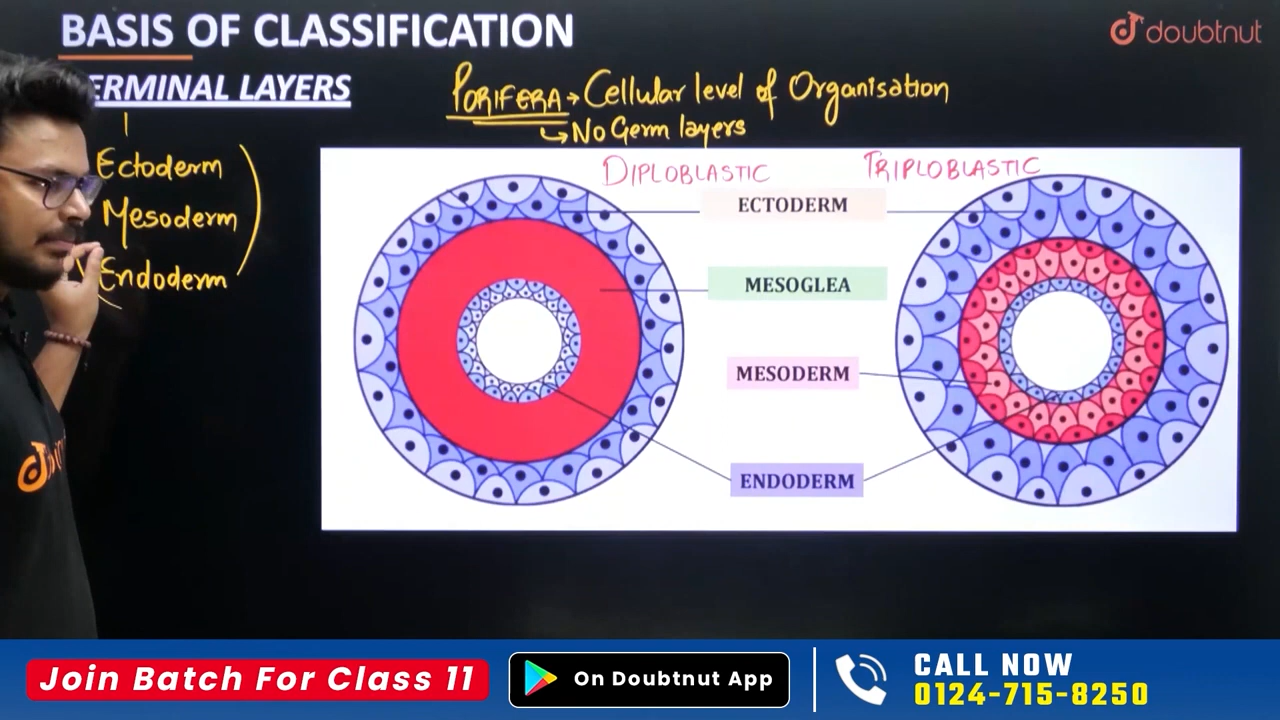 BASIS OF CLASSIFICATION
doubtnut
ERMINAL LAYERS
PORIFERA → Cellular level of Organisation
↳ No Germ layers
Ectoderm
Mesoderm
Endoderm
DIPLOBLASTIC
TRIPLOBLASTIC
ECTODERM
MESOGLEA
MESODERM
ENDODERM
Join Batch For Class 11
On Doubtnut App
CALL NOW
0124-715-8250